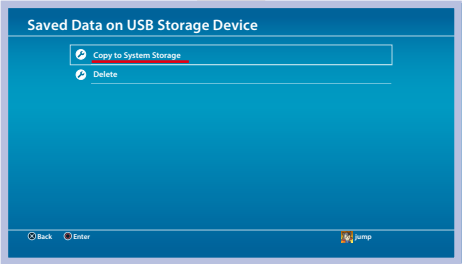 Saved Data on USB Storage Device
Copy to System Storage
Delete
Back Enter jump